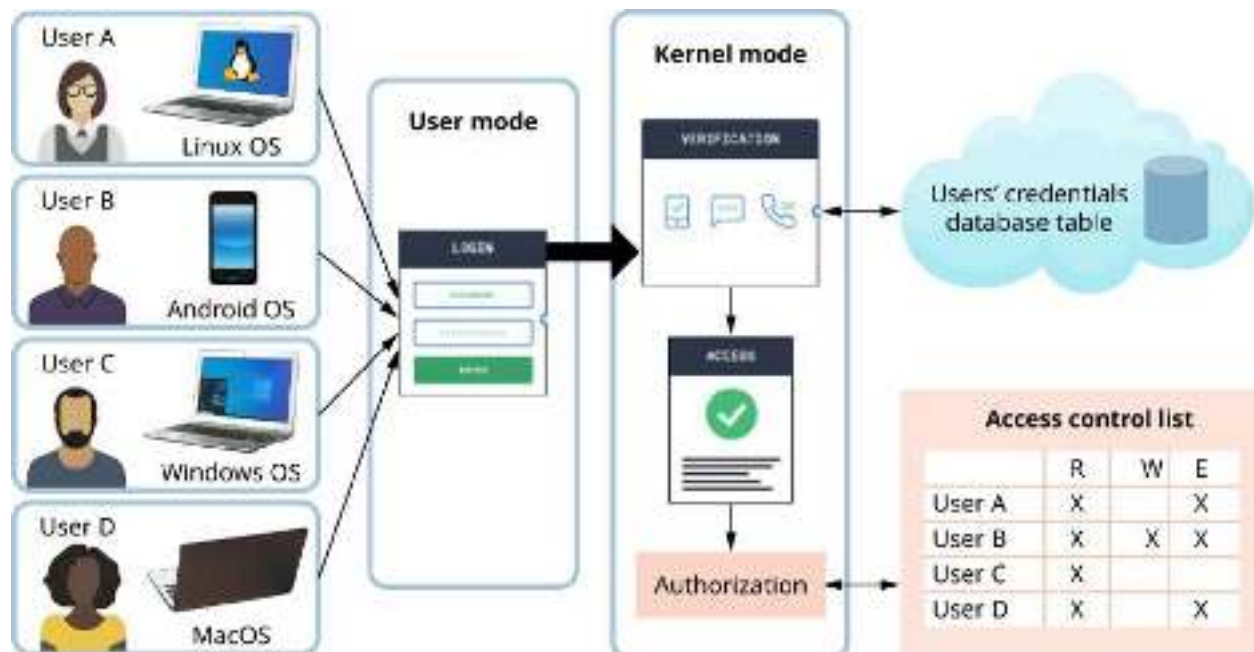 User A
Linux OS
User B
Android OS
User C
Windows OS
User D
MacOS
User mode
LOGIN
Kernel mode
VERIFICATION
ACCESS
Authorization
Users’ credentials
database table
Access control list
R W E
User A X X
User B X X X
User C X
User D X X